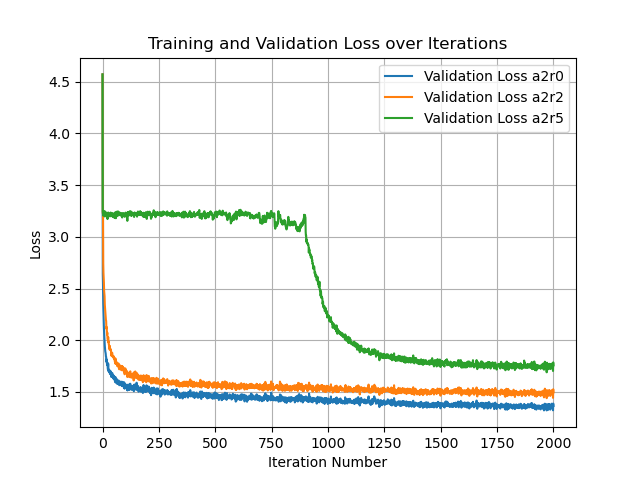 Training and Validation Loss over Iterations
Validation Loss a2r0
Validation Loss a2r2
Validation Loss a2r5
Loss
4.5
4.0
3.5
3.0
2.5
2.0
1.5
0 250 500 750 1000 1250 1500 1750 2000
Iteration Number